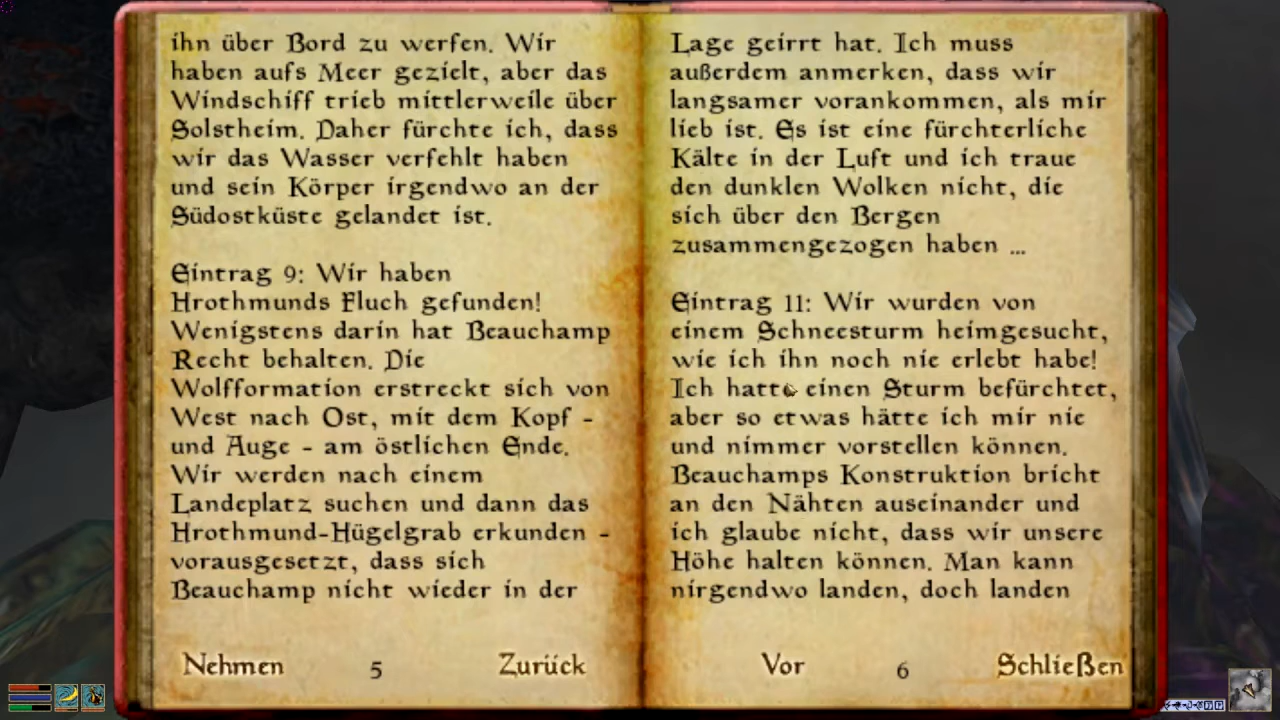 ihn über Bord zu werfen. Wir
haben aufs Meer gezielt, aber das
Windschiff trieb mittlerweile über
Solstheim. Daher fürchte ich, dass
wir das Wasser verfehlt haben
und sein Körper irgendwo an der
Südostküste gelandet ist.
Eintrag 9: Wir haben
Hrothmunds Fluch gefunden!
Wenigstens darin hat Beauchamp
Recht behalten. Die
Wolfformation erstreckt sich von
West nach Ost, mit dem Kopf -
und Auge - am östlichen Ende.
Wir werden nach einem
Landeplatz suchen und dann das
Hrothmund-Hügelgrab erkunden -
vorausgesetzt, dass sich
Beauchamp nicht wieder in der
Nehmen
5
Zurück
Lage geirrt hat. Ich muss
außerdem anmerken, dass wir
langsamer vorankommen, als mir
lieb ist. Es ist eine fürchterliche
Kälte in der Luft und ich traue
den dunklen Wolken nicht, die
sich über den Bergen
zusammengezogen haben ...
Eintrag 11: Wir wurden von
einem Schneesturm heimgesucht,
wie ich ihn noch nie erlebt habe!
Ich hatte einen Sturm befürchtet,
aber so etwas hätte ich mir nie
und nimmer vorstellen können.
Beauchamps Konstruktion bricht
an den Nähten auseinander und
ich glaube nicht, dass wir unsere
Höhe halten können. Man kann
nirgendwo landen, doch landen
Vor
6
Schließen